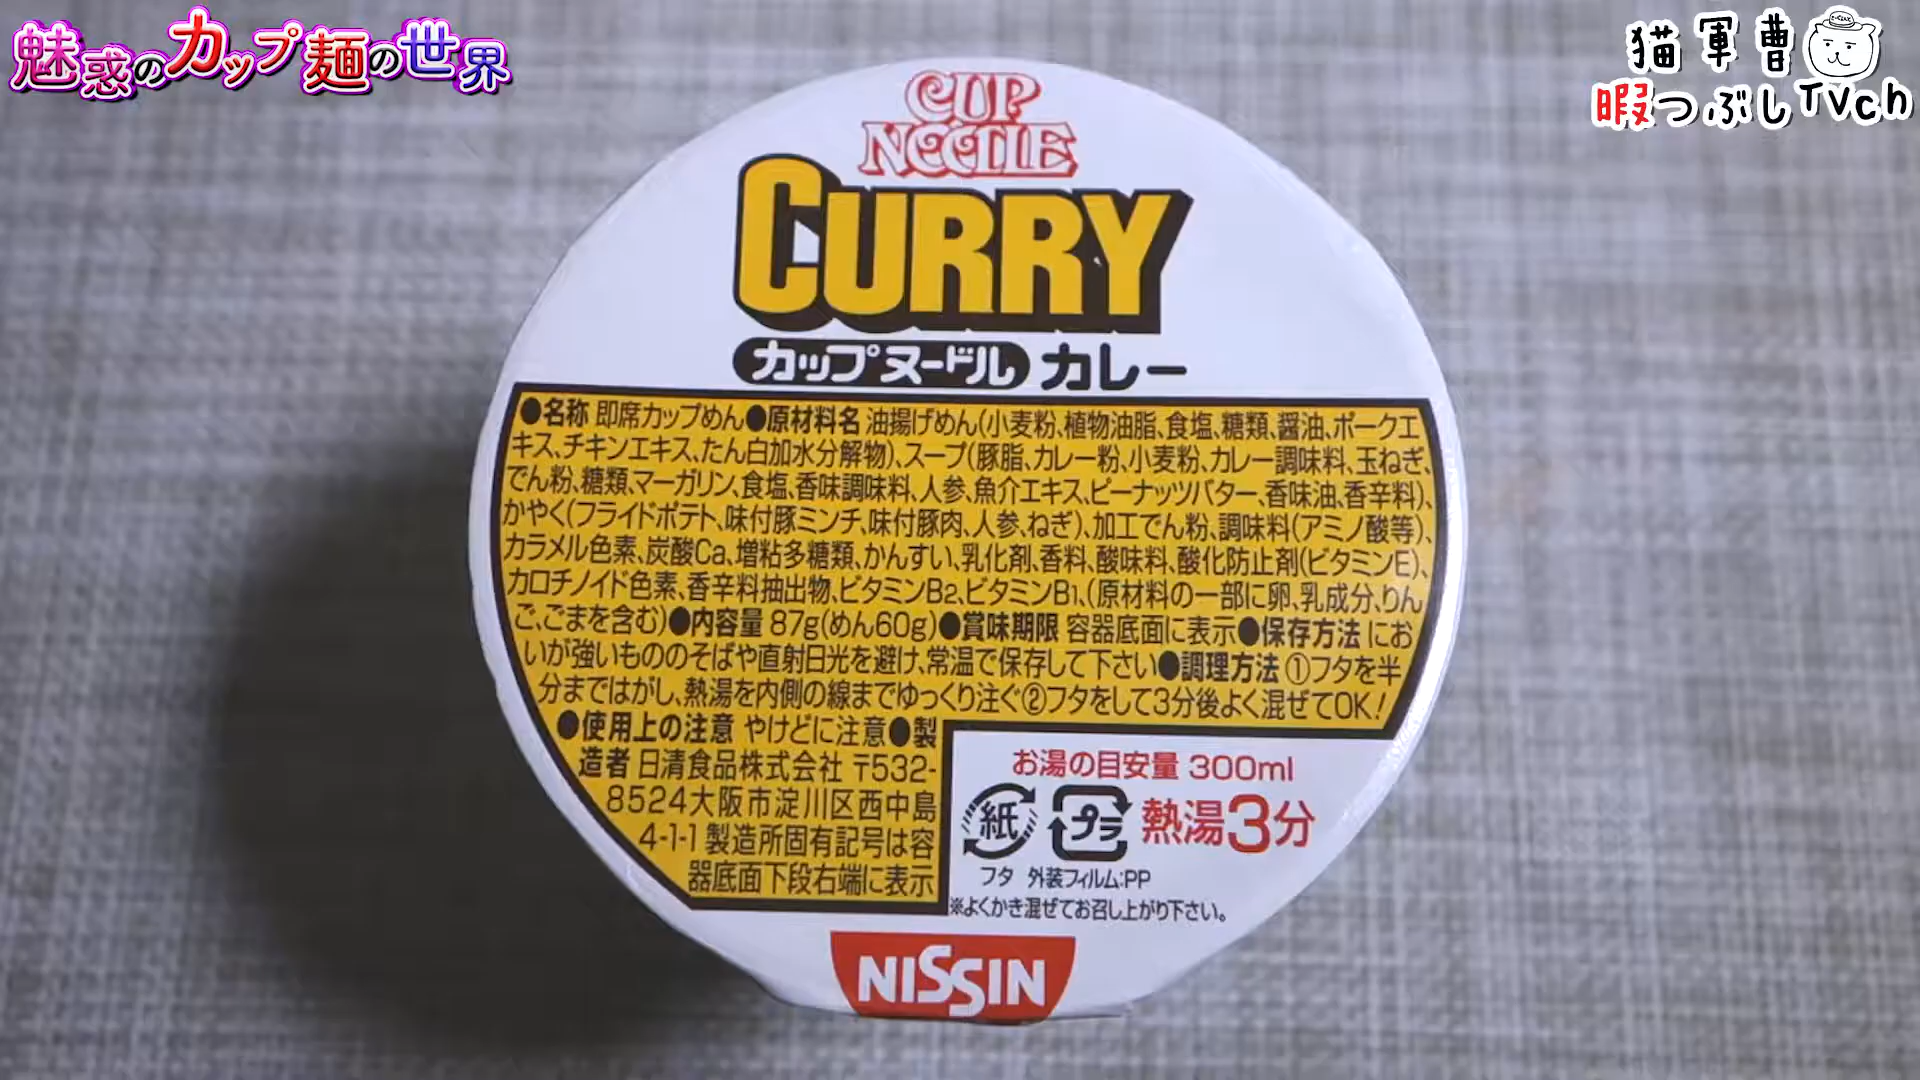 魅惑のカップ麺の世界
猫軍曹
暇つぶしTVch
CUP
NOODLE
CURRY
カップヌードル カレー
●名称 即席カップめん●原材料名 油揚げめん(小麦粉、植物油脂、食塩、糖類、醤油、ポークエ
キス、チキンエキス、たん白加水分解物)、スープ(豚脂、カレー粉、小麦粉、カレー調味料、玉ねぎ、
でん粉、糖類、マーガリン、食塩、香味調味料、人参、魚介エキス、ピーナッツバター、香味油、香辛料)、
かやく(フライドポテト、味付豚ミンチ、味付豚肉、人参、ねぎ)、加工でん粉、調味料(アミノ酸等)、
カラメル色素、炭酸Ca、増粘多糖類、かんすい、乳化剤、香料、酸味料、酸化防止剤(ビタミンE)、
カロチノイド色素、香辛料抽出物、ビタミンB2、ビタミンB1、(原材料の一部に卵、乳成分、りん
ご、ごまを含む)●内容量 87g(めん60g)●賞味期限 容器底面に表示●保存方法 にお
いが強いもののそばや直射日光を避け、常温で保存して下さい●調理方法 ①フタを半
分まではがし、熱湯を内側の線までゆっくり注ぐ②フタをして3分後よく混ぜてOK!
●使用上の注意 やけどに注意●製
造者 日清食品株式会社 〒532-
8524大阪市淀川区西中島
4-1-1 製造所固有記号は容
器底面下段右端に表示
お湯の目安量 300ml
紙 プラ 熱湯3分
フタ 外装フィルム:PP
※よくかき混ぜてお召し上がり下さい。
NISSIN